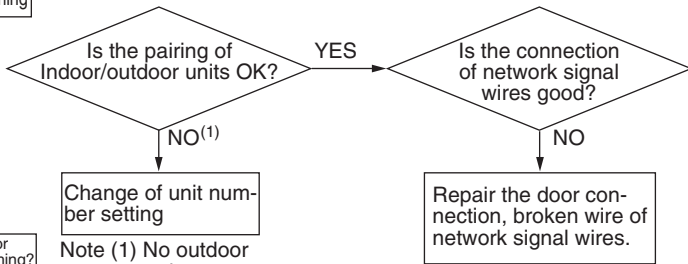 Is the pairing of
Indoor/outdoor units OK?
YES
Is the connection
of network signal
wires good?
NO(1)
NO
Change of unit num-
ber setting
Repair the door con-
nection, broken wire of
network signal wires.
Note (1) No outdoor